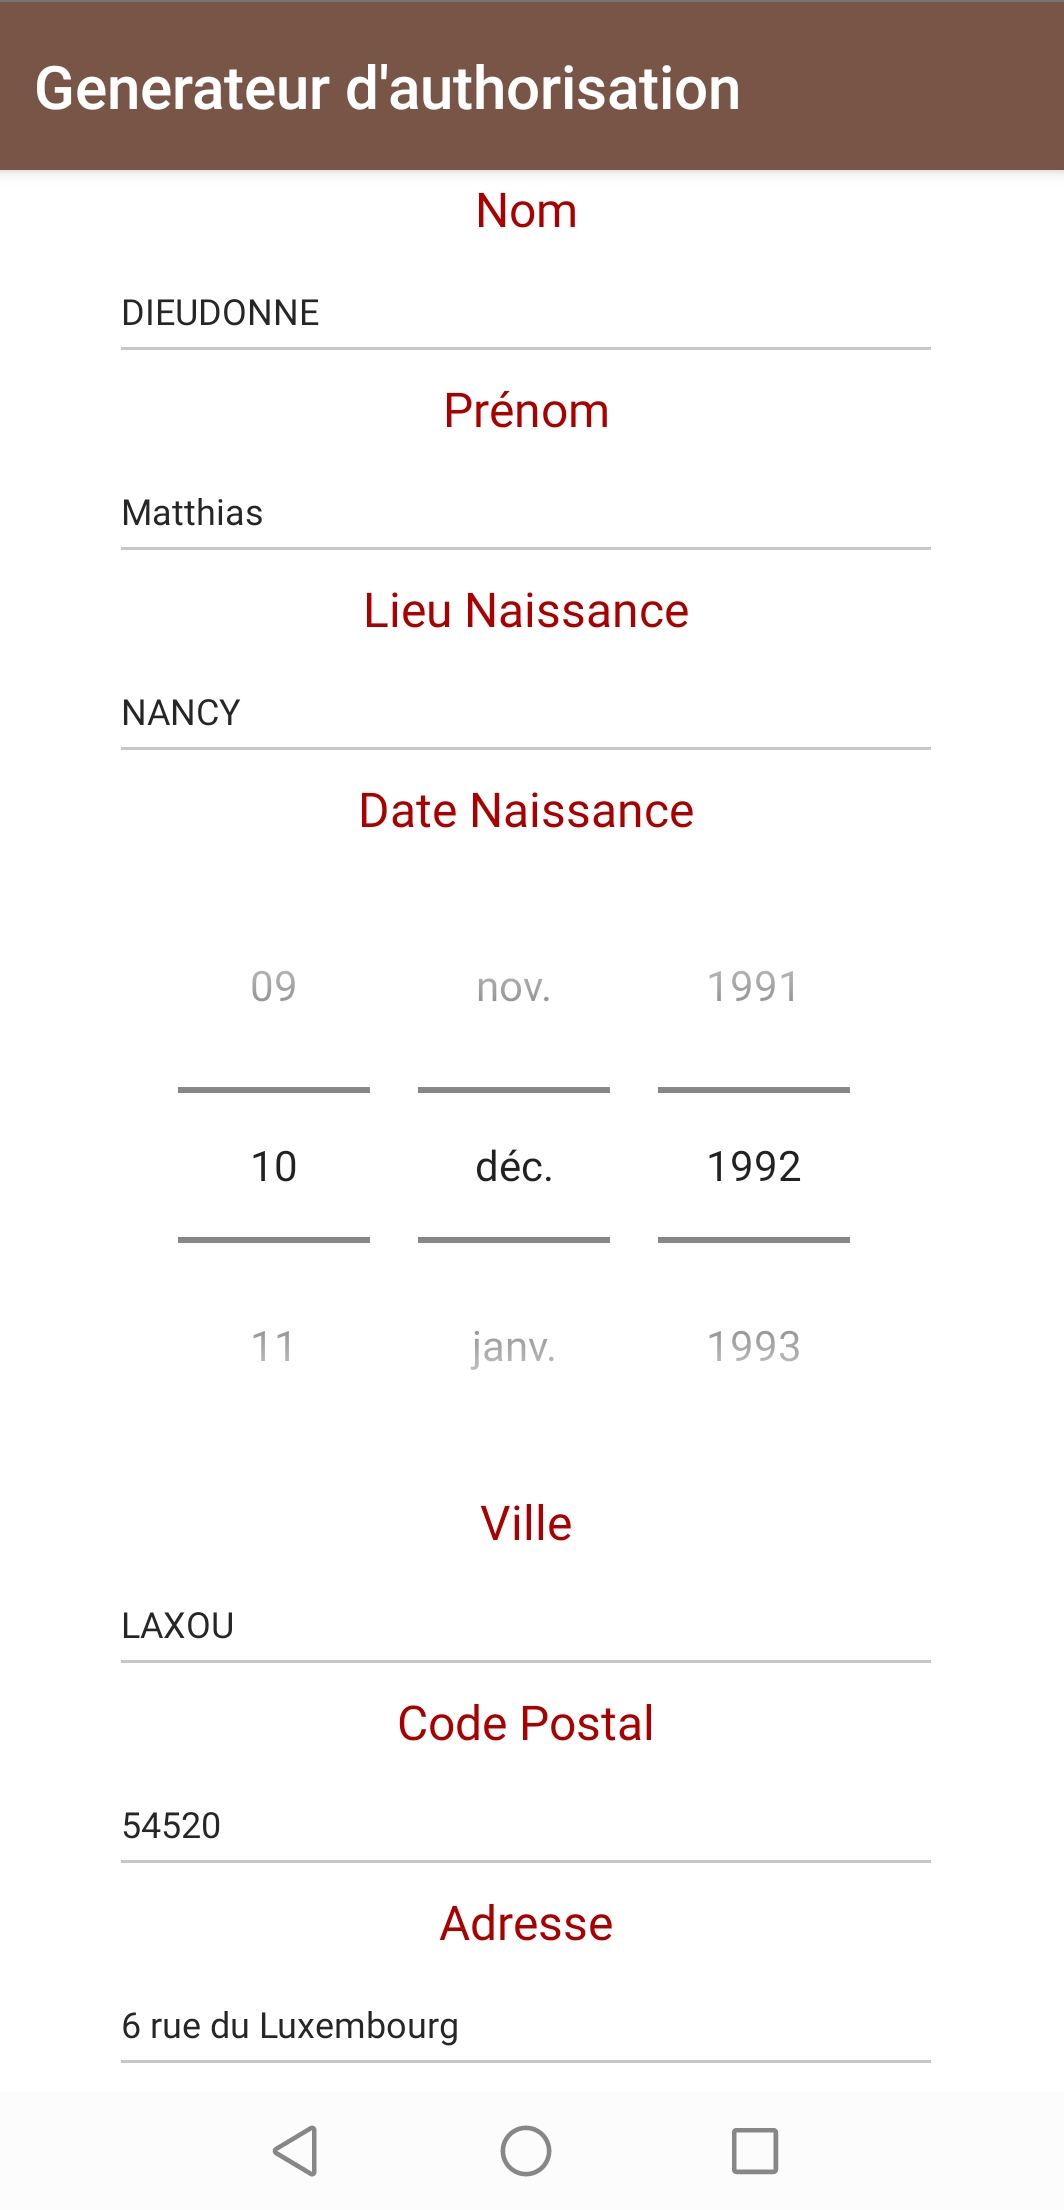 Generateur d'authorisation
Nom
DIEUDONNE
Prénom
Matthias
Lieu Naissance
NANCY
Date Naissance
09 nov. 1991
10 déc. 1992
11 janv. 1993
Ville
LAXOU
Code Postal
54520
Adresse
6 rue du Luxembourg